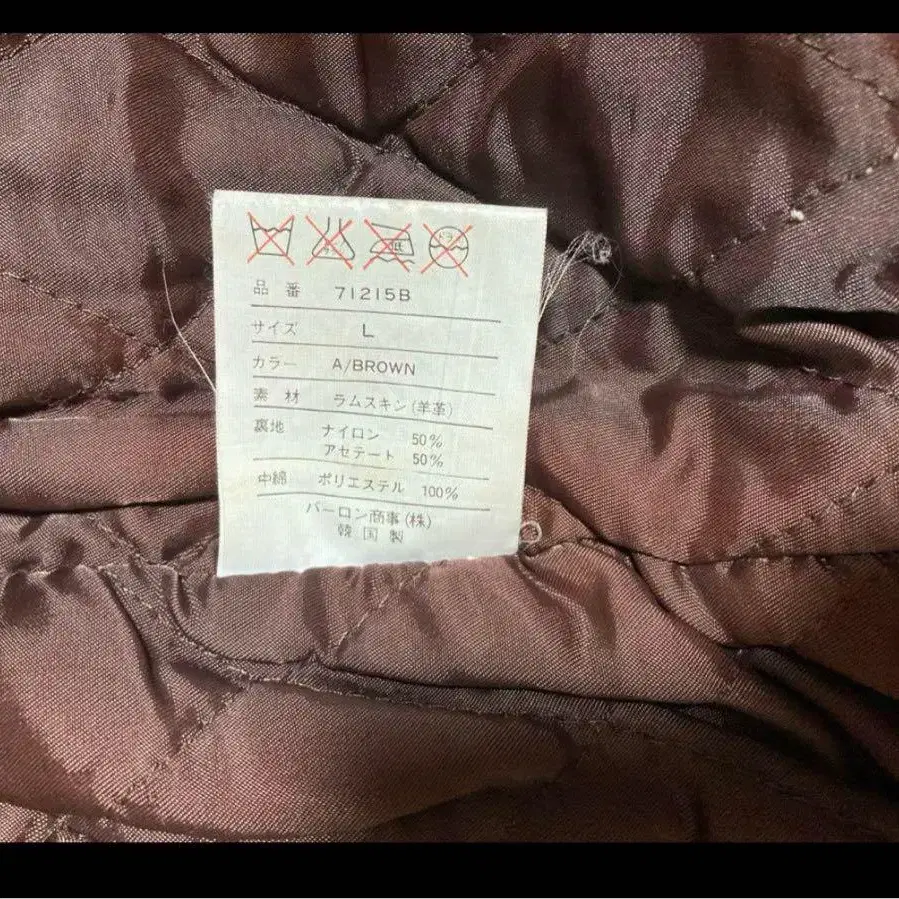 品番 71215B
サイズ L
カラー A/BROWN
素材 ラムスキン(羊革)
裏地 ナイロン 50%
アセテート 50%
中綿 ポリエステル 100%
バーロン商事(株)
韓国製